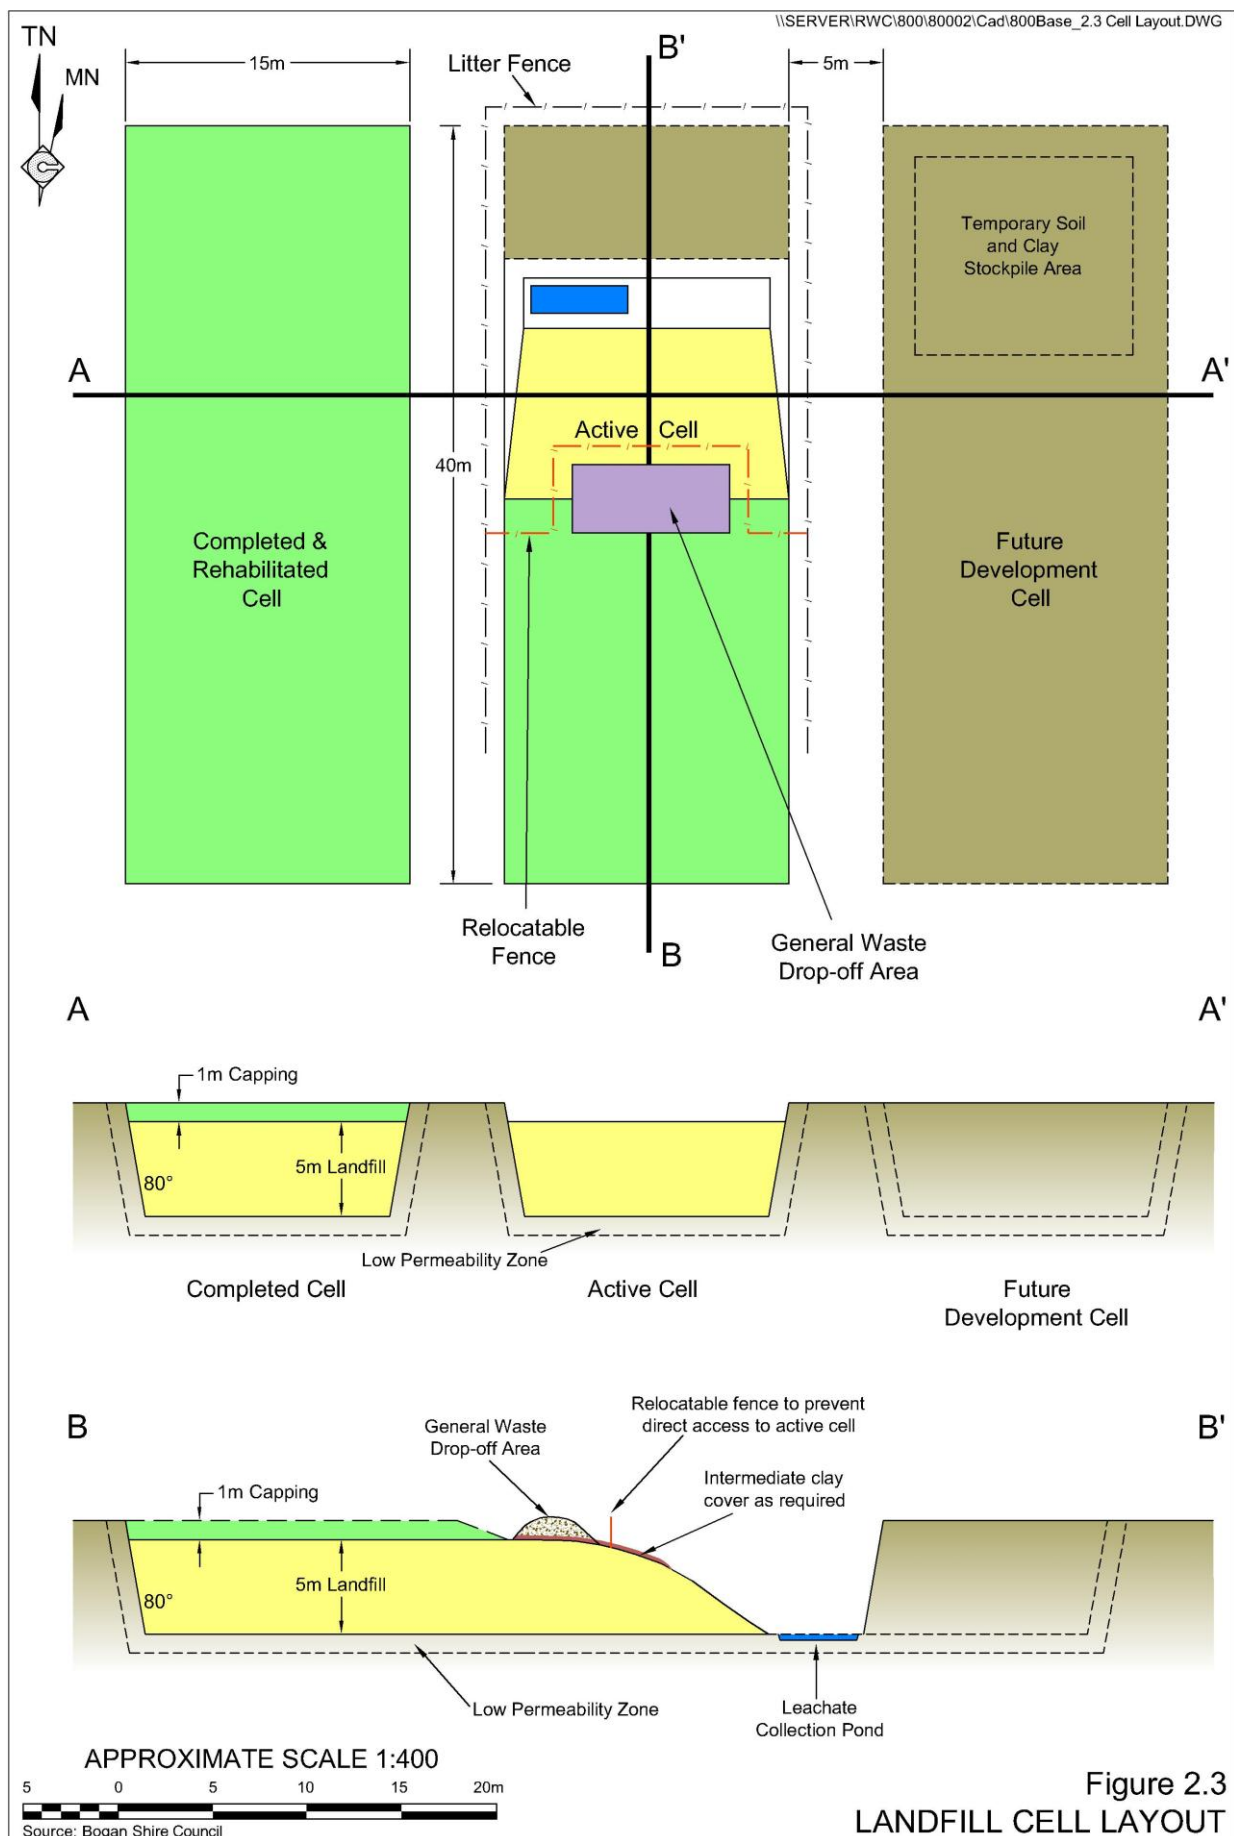 \\SERVER\RWC\800\80002\Cad\800Base_2.3 Cell Layout.DWG
TN
MN
15m
Litter Fence
B'
5m
Temporary Soil
and Clay
Stockpile Area
A
A'
Active Cell
40m
Completed &
Rehabilitated
Cell
Future
Development
Cell
Relocatable
Fence
B
General Waste
Drop-off Area
A
A'
1m Capping
5m Landfill
80°
Low Permeability Zone
Completed Cell
Active Cell
Future
Development Cell
B
B'
Relocatable fence to prevent
direct access to active cell
General Waste
Drop-off Area
Intermediate clay
cover as required
1m Capping
5m Landfill
80°
Low Permeability Zone
Leachate
Collection Pond
APPROXIMATE SCALE 1:400
5 0 5 10 15 20m
Source: Bogan Shire Council
Figure 2.3
LANDFILL CELL LAYOUT